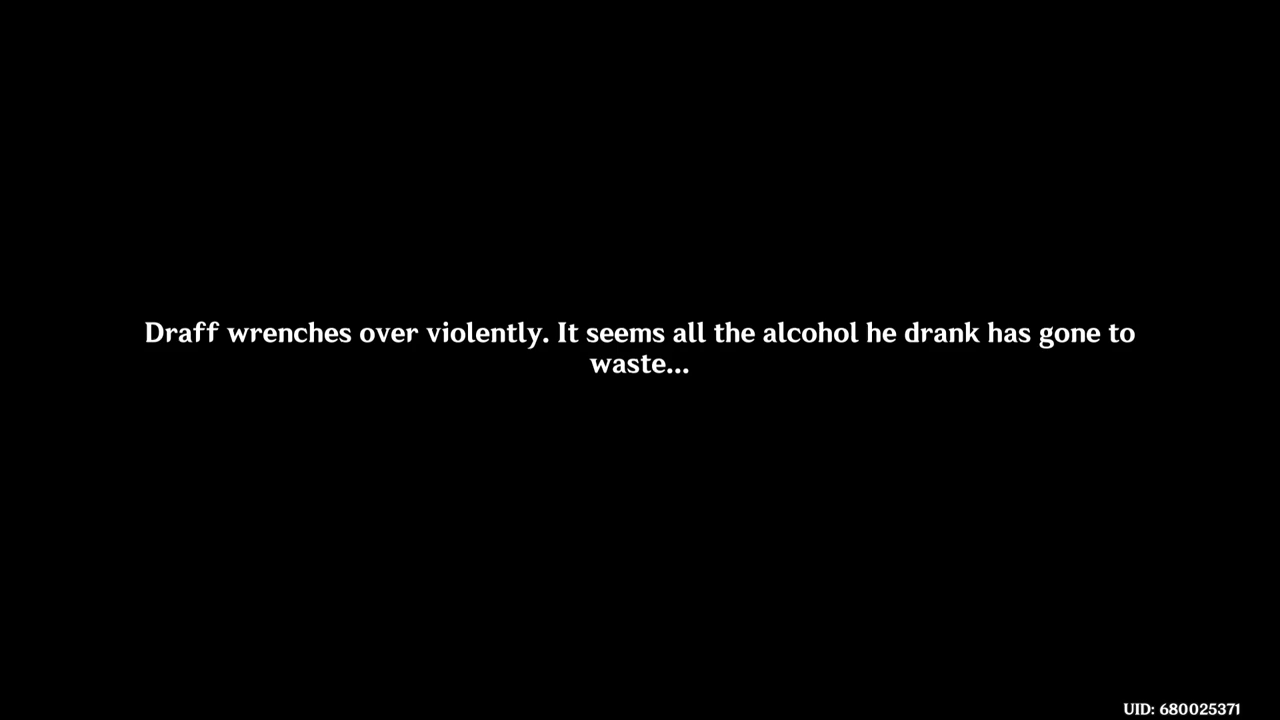 Draff wrenches over violently. It seems all the alcohol he drank has gone to
waste...
UID: 680025371